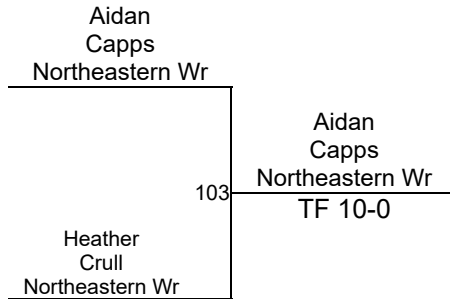 Aidan
Capps
Northeastern Wr
Aidan
Capps
Northeastern Wr
103
TF 10-0
Heather
Crull
Northeastern Wr